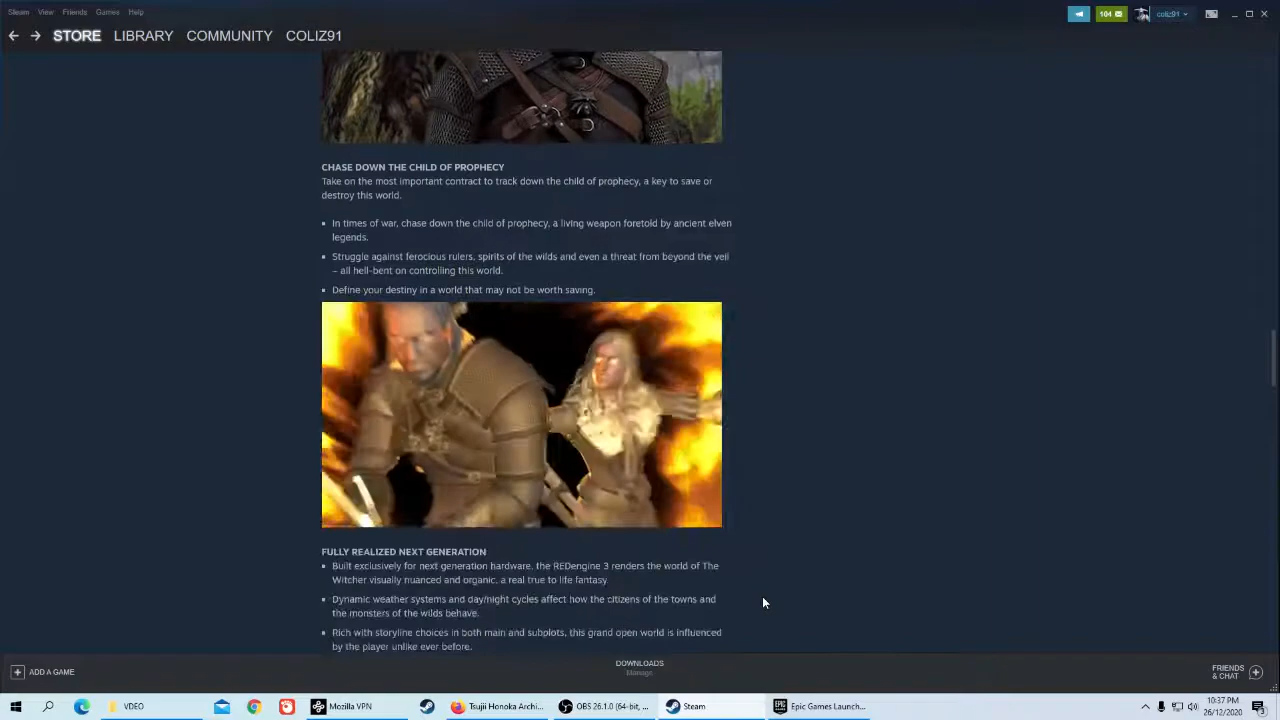 Steam View Friends Games Help
104
coliz91
STORE LIBRARY COMMUNITY COLIZ91
CHASE DOWN THE CHILD OF PROPHECY
Take on the most important contract to track down the child of prophecy, a key to save or
destroy this world.
In times of war, chase down the child of prophecy, a living weapon foretold by ancient elven
legends.
Struggle against ferocious rulers, spirits of the wilds and even a threat from beyond the veil
– all hell-bent on controlling this world.
Define your destiny in a world that may not be worth saving.
FULLY REALIZED NEXT GENERATION
Built exclusively for next generation hardware, the REDengine 3 renders the world of The
Witcher visually nuanced and organic, a real true to life fantasy.
Dynamic weather systems and day/night cycles affect how the citizens of the towns and
the monsters of the wilds behave.
Rich with storyline choices in both main and subplots, this grand open world is influenced
by the player unlike ever before.
ADD A GAME
DOWNLOADS
Manage
FRIENDS
& CHAT
VIDEO
Mozilla VPN
Tsujii Honoka Archi...
OBS 26.1.0 (64-bit, ...
Steam
EPIC
Epic Games Launch...
10:37 PM
26/12/2020